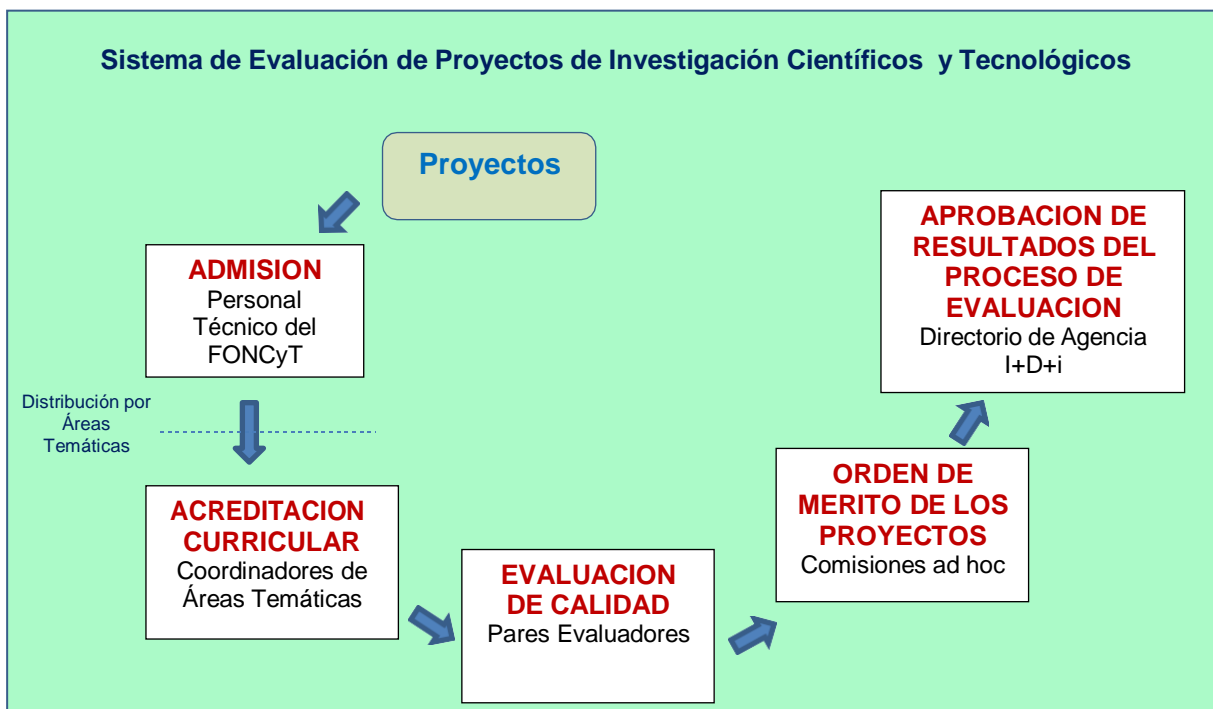 Sistema de Evaluación de Proyectos de Investigación Científicos y Tecnológicos
Proyectos
ADMISION
Personal
Técnico del
FONCyT
Distribución por
Áreas
Temáticas
ACREDITACION
CURRICULAR
Coordinadores de
Áreas Temáticas
EVALUACION
DE CALIDAD
Pares Evaluadores
ORDEN DE
MERITO DE LOS
PROYECTOS
Comisiones ad hoc
APROBACION DE
RESULTADOS DEL
PROCESO DE
EVALUACION
Directorio de Agencia
I+D+i